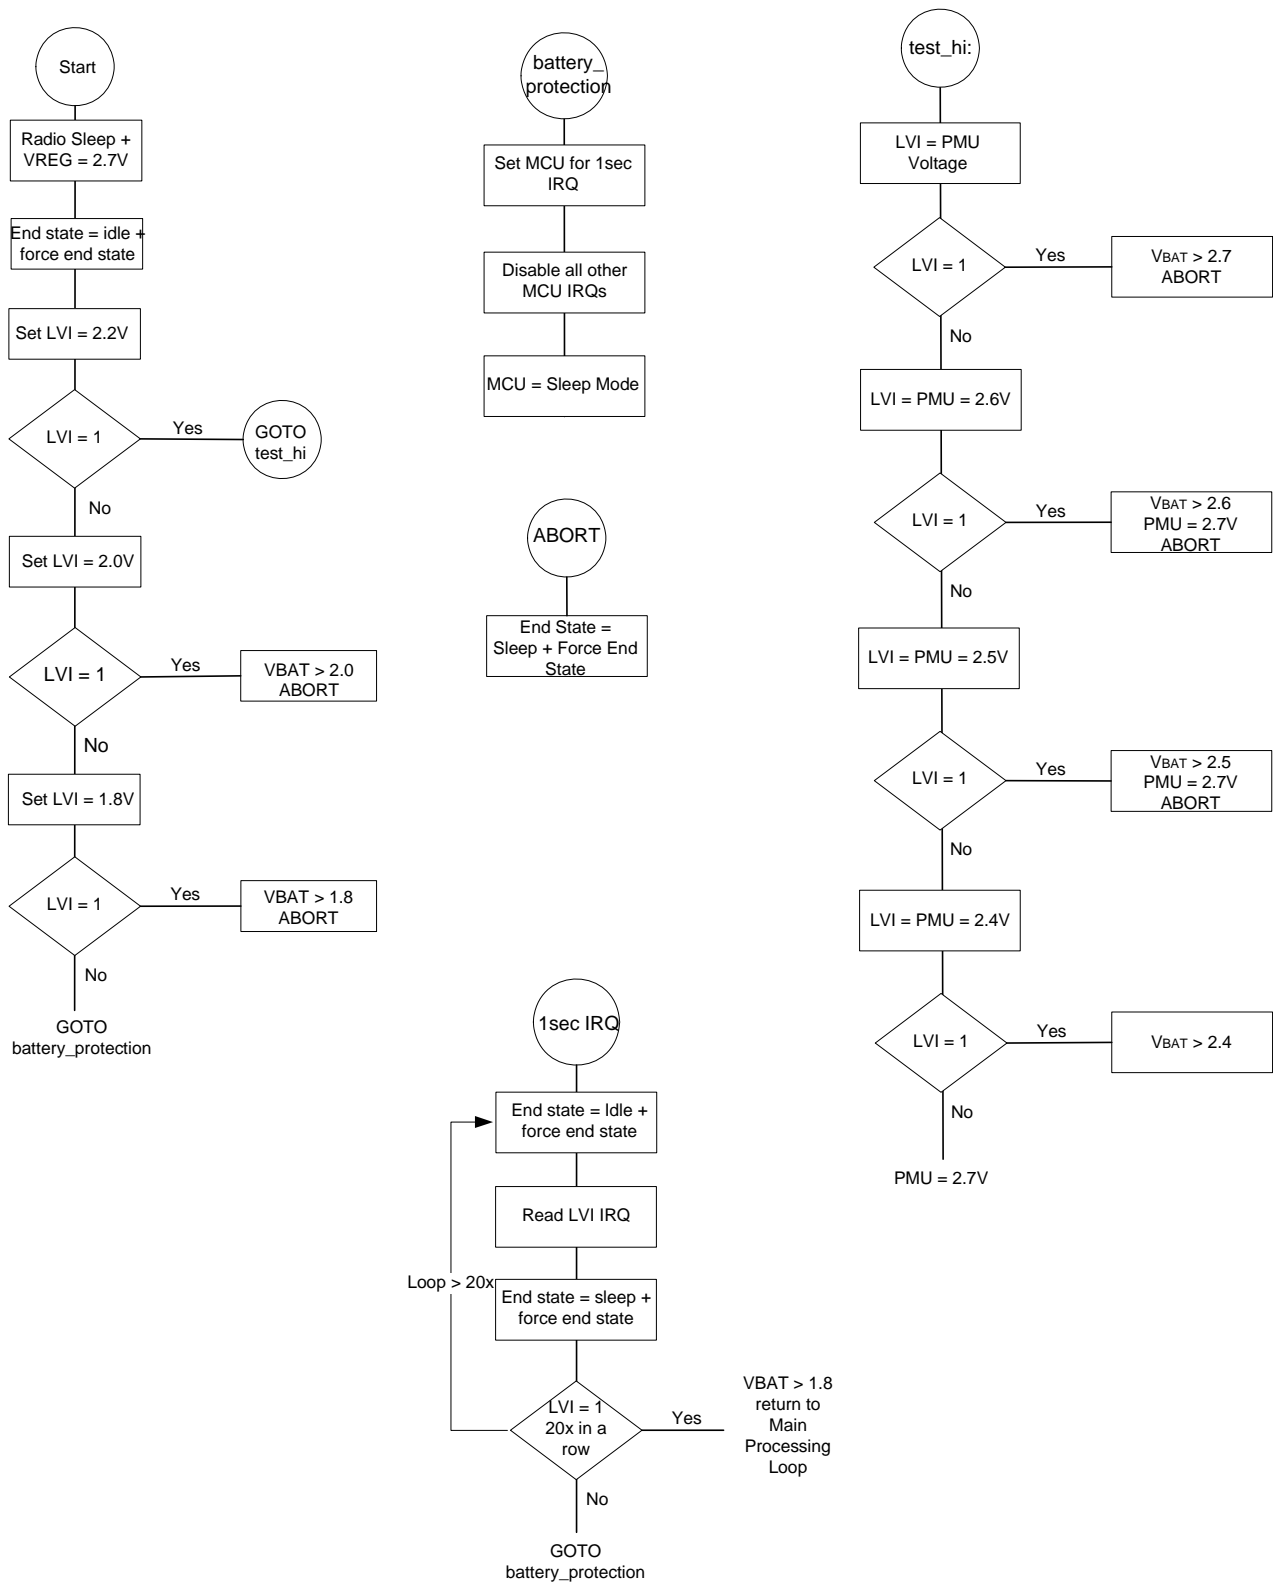 Start
Radio Sleep +
VREG = 2.7V
End state = idle +
force end state
Set LVI = 2.2V
LVI = 1
Yes
GOTO
test_hi
No
Set LVI = 2.0V
LVI = 1
Yes
VBAT > 2.0
ABORT
No
Set LVI = 1.8V
LVI = 1
Yes
VBAT > 1.8
ABORT
No
GOTO
battery_protection
battery_
protection
Set MCU for 1sec
IRQ
Disable all other
MCU IRQs
MCU = Sleep Mode
ABORT
End State =
Sleep + Force End
State
1sec IRQ
End state = Idle +
force end state
Read LVI IRQ
Loop > 20x
End state = sleep +
force end state
LVI = 1
20x in a
row
Yes
VBAT > 1.8
return to
Main
Processing
Loop
No
GOTO
battery_protection
test_hi:
LVI = PMU
Voltage
LVI = 1
Yes
VBAT > 2.7
ABORT
No
LVI = PMU = 2.6V
LVI = 1
Yes
VBAT > 2.6
PMU = 2.7V
ABORT
No
LVI = PMU = 2.5V
LVI = 1
Yes
VBAT > 2.5
PMU = 2.7V
ABORT
No
LVI = PMU = 2.4V
LVI = 1
Yes
VBAT > 2.4
No
PMU = 2.7V